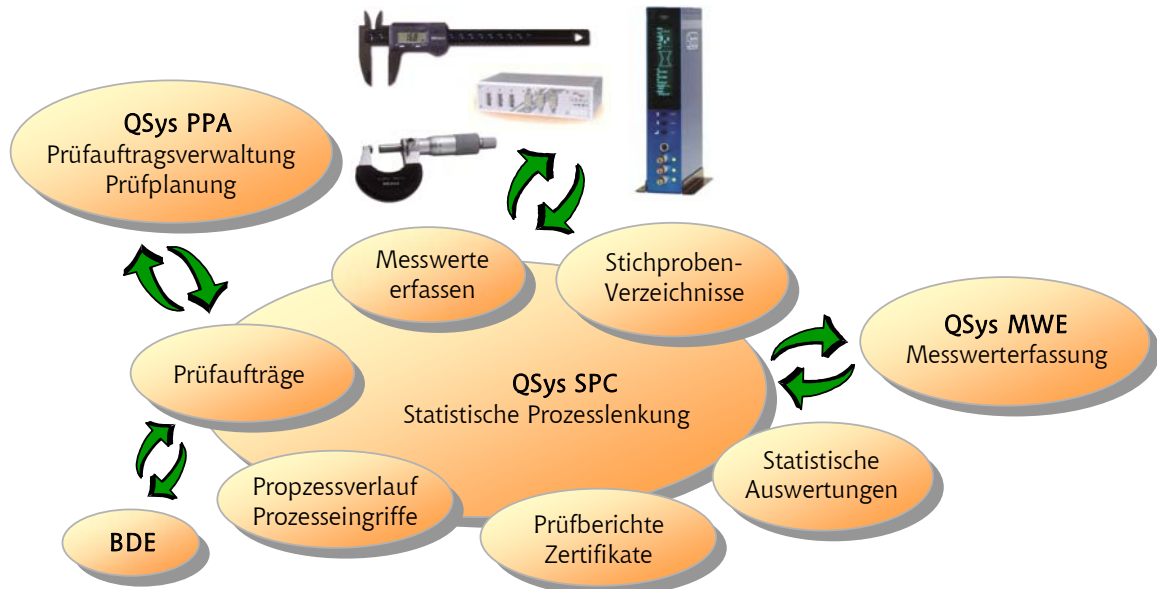 QSys PPA
Prüfauftragsverwaltung
Prüfplanung
Messwerte
erfassen
Stichproben-
Verzeichnisse
QSys MWE
Messwerterfassung
Prüfaufträge
QSys SPC
Statistische Prozesslenkung
Statistische
Auswertungen
Propzessverlauf
Prozesseingriffe
Prüfberichte
Zertifikate
BDE